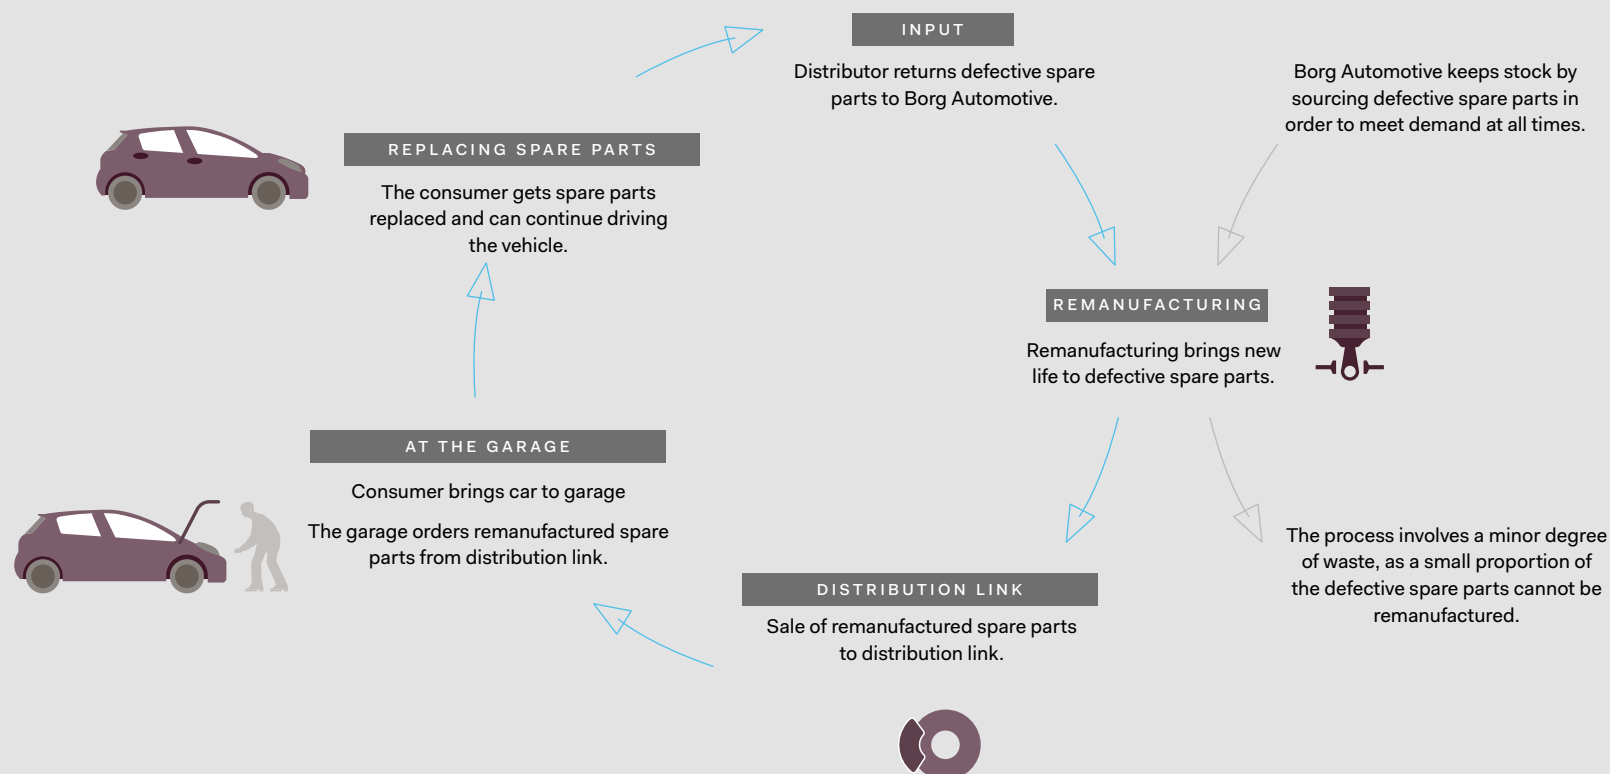 INPUT
Distributor returns defective spare
parts to Borg Automotive.
Borg Automotive keeps stock by
sourcing defective spare parts in
order to meet demand at all times.
REPLACING SPARE PARTS
The consumer gets spare parts
replaced and can continue driving
the vehicle.
REMANUFACTURING
Remanufacturing brings new
life to defective spare parts.
AT THE GARAGE
Consumer brings car to garage
The garage orders remanufactured spare
parts from distribution link.
The process involves a minor degree
of waste, as a small proportion of
the defective spare parts cannot be
remanufactured.
DISTRIBUTION LINK
Sale of remanufactured spare parts
to distribution link.